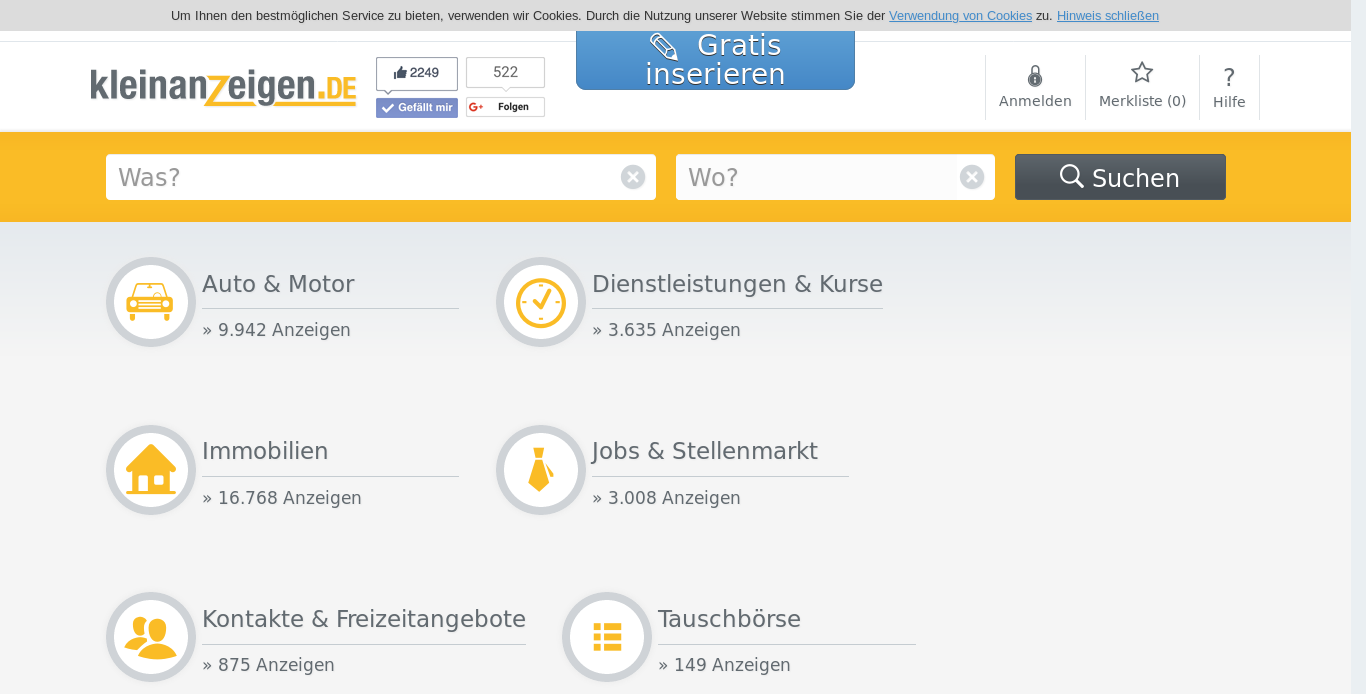 Um Ihnen den bestmöglichen Service zu bieten, verwenden wir Cookies. Durch die Nutzung unserer Website stimmen Sie der Verwendung von Cookies zu. Hinweis schließen
kleinanzeigen.DE
2249
522
Gefällt mir
Folgen
Gratis
inserieren
Anmelden
Merkliste (0)
?
Hilfe
Was?
Wo?
Suchen
Auto & Motor
» 9.942 Anzeigen
Dienstleistungen & Kurse
» 3.635 Anzeigen
Immobilien
» 16.768 Anzeigen
Jobs & Stellenmarkt
» 3.008 Anzeigen
Kontakte & Freizeitangebote
» 875 Anzeigen
Tauschbörse
» 149 Anzeigen